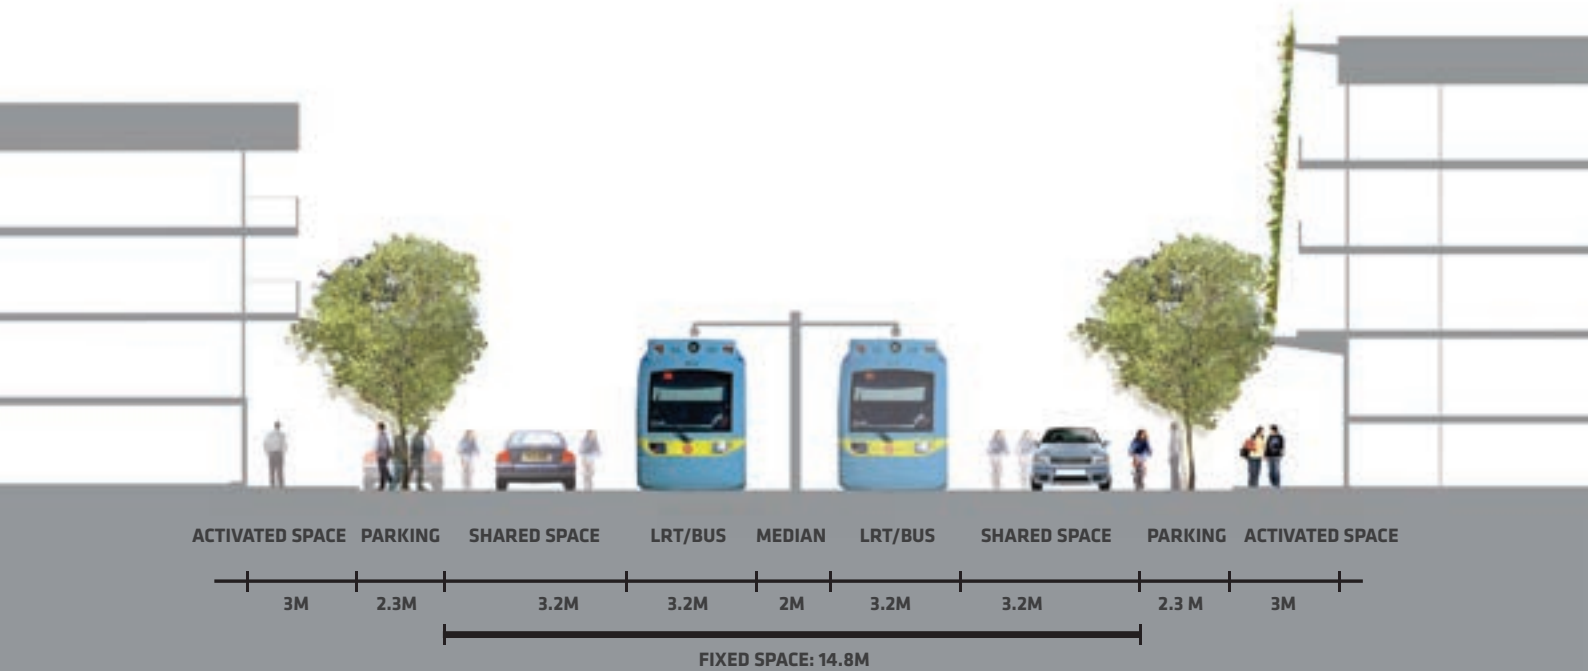 ACTIVATED SPACE PARKING SHARED SPACE LRT/BUS MEDIAN LRT/BUS SHARED SPACE PARKING ACTIVATED SPACE
3M 2.3M 3.2M 3.2M 2M 3.2M 3.2M 2.3 M 3M
FIXED SPACE: 14.8M